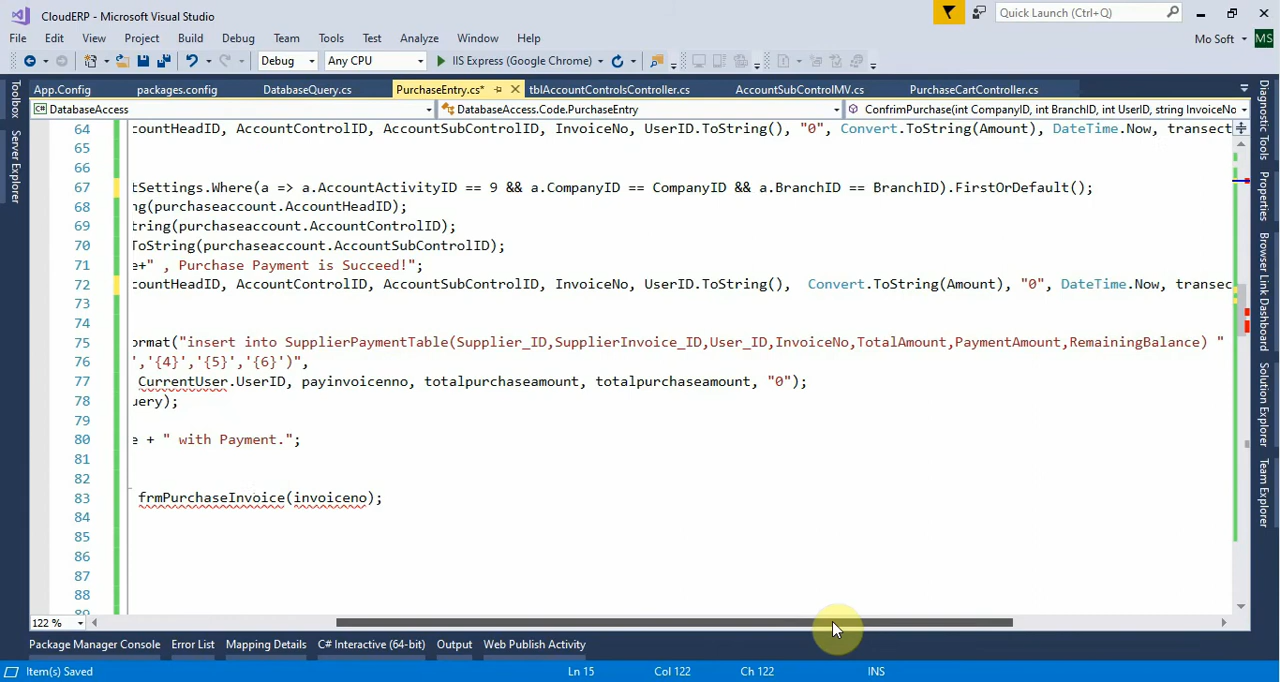 CloudERP - Microsoft Visual Studio
Quick Launch (Ctrl+Q)
File Edit View Project Build Debug Team Tools Test Analyze Window Help
Mo Soft MS
Debug Any CPU IIS Express (Google Chrome)
App.Config packages.config DatabaseQuery.cs PurchaseEntry.cs* tblAccountControlsController.cs AccountSubControlMV.cs PurchaseCartController.cs
DatabaseAccess DatabaseAccess.Code.PurchaseEntry ConfrimPurchase(int CompanyID, int BranchID, int UserID, string InvoiceNo
64 countHeadID, AccountControlID, AccountSubControlID, InvoiceNo, UserID.ToString(), "0", Convert.ToString(Amount), DateTime.Now, transect
65
66
67 tSettings.Where(a => a.AccountActivityID == 9 && a.CompanyID == CompanyID && a.BranchID == BranchID).FirstOrDefault();
68 ng(purchaseaccount.AccountHeadID);
69 tring(purchaseaccount.AccountControlID);
70 ToString(purchaseaccount.AccountSubControlID);
71 e+" , Purchase Payment is Succeed!";
72 countHeadID, AccountControlID, AccountSubControlID, InvoiceNo, UserID.ToString(), Convert.ToString(Amount), "0", DateTime.Now, transec
73
74
75 ormat("insert into SupplierPaymentTable(Supplier_ID,SupplierInvoice_ID,User_ID,InvoiceNo,TotalAmount,PaymentAmount,RemainingBalance) "
76 ,'{4}','{5}','{6}')",
77 CurrentUser.UserID, payinvoicenno, totalpurchaseamount, totalpurchaseamount, "0");
78 uery);
79
80 e + " with Payment.";
81
82
83 frmPurchaseInvoice(invoiceno);
84
85
86
87
88
122 %
Toolbox
Server Explorer
Diagnostic Tools
Properties
Browser Link Dashboard
Solution Explorer
Team Explorer
Package Manager Console Error List Mapping Details C# Interactive (64-bit) Output Web Publish Activity
Item(s) Saved Ln 15 Col 122 Ch 122 INS